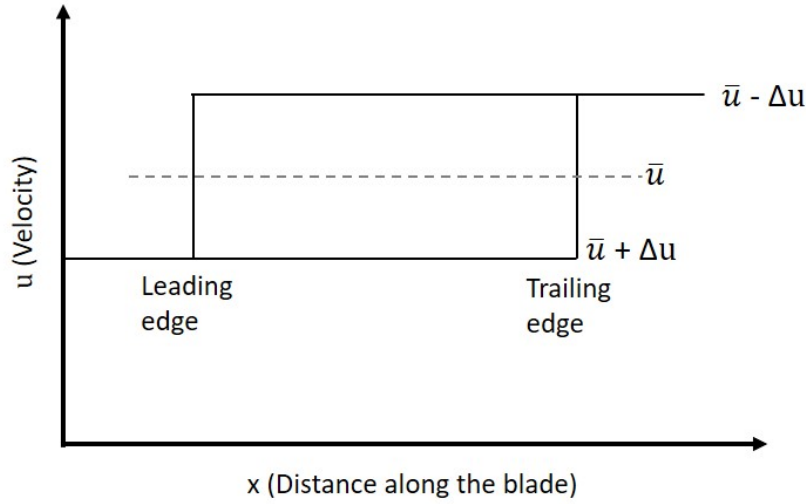 u (Velocity)
u̅ - Δu
u̅
u̅ + Δu
Leading
edge
Trailing
edge
x (Distance along the blade)